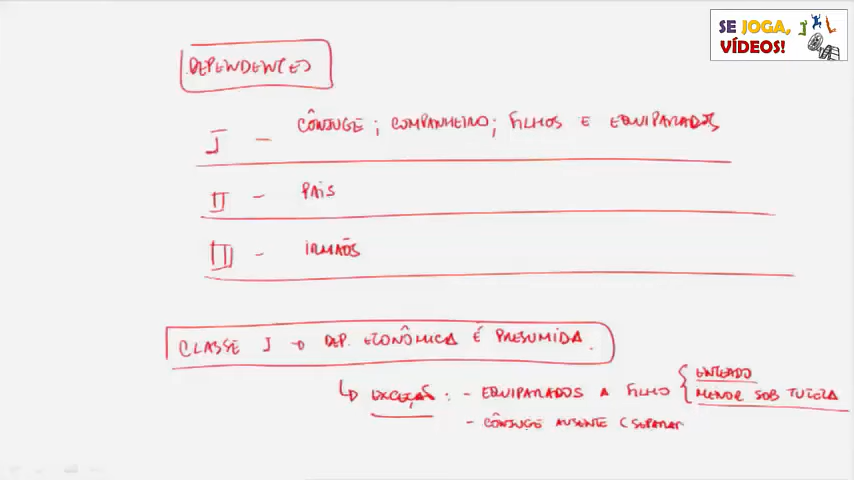 SE JOGA,
VÍDEOS!
DEPENDENTES
I - CÔNJUGE; COMPANHEIRO; FILHOS E EQUIPARADOS
II - PAIS
III - IRMÃOS
CLASSE I → DEP. ECONÔMICA É PRESUMIDA.
↳ EXCEÇÃO: - EQUIPARADOS A FILHO { ENTEADO
MENOR SOB TUTELA
- CÔNJUGE AUSENTE (SEPARAR